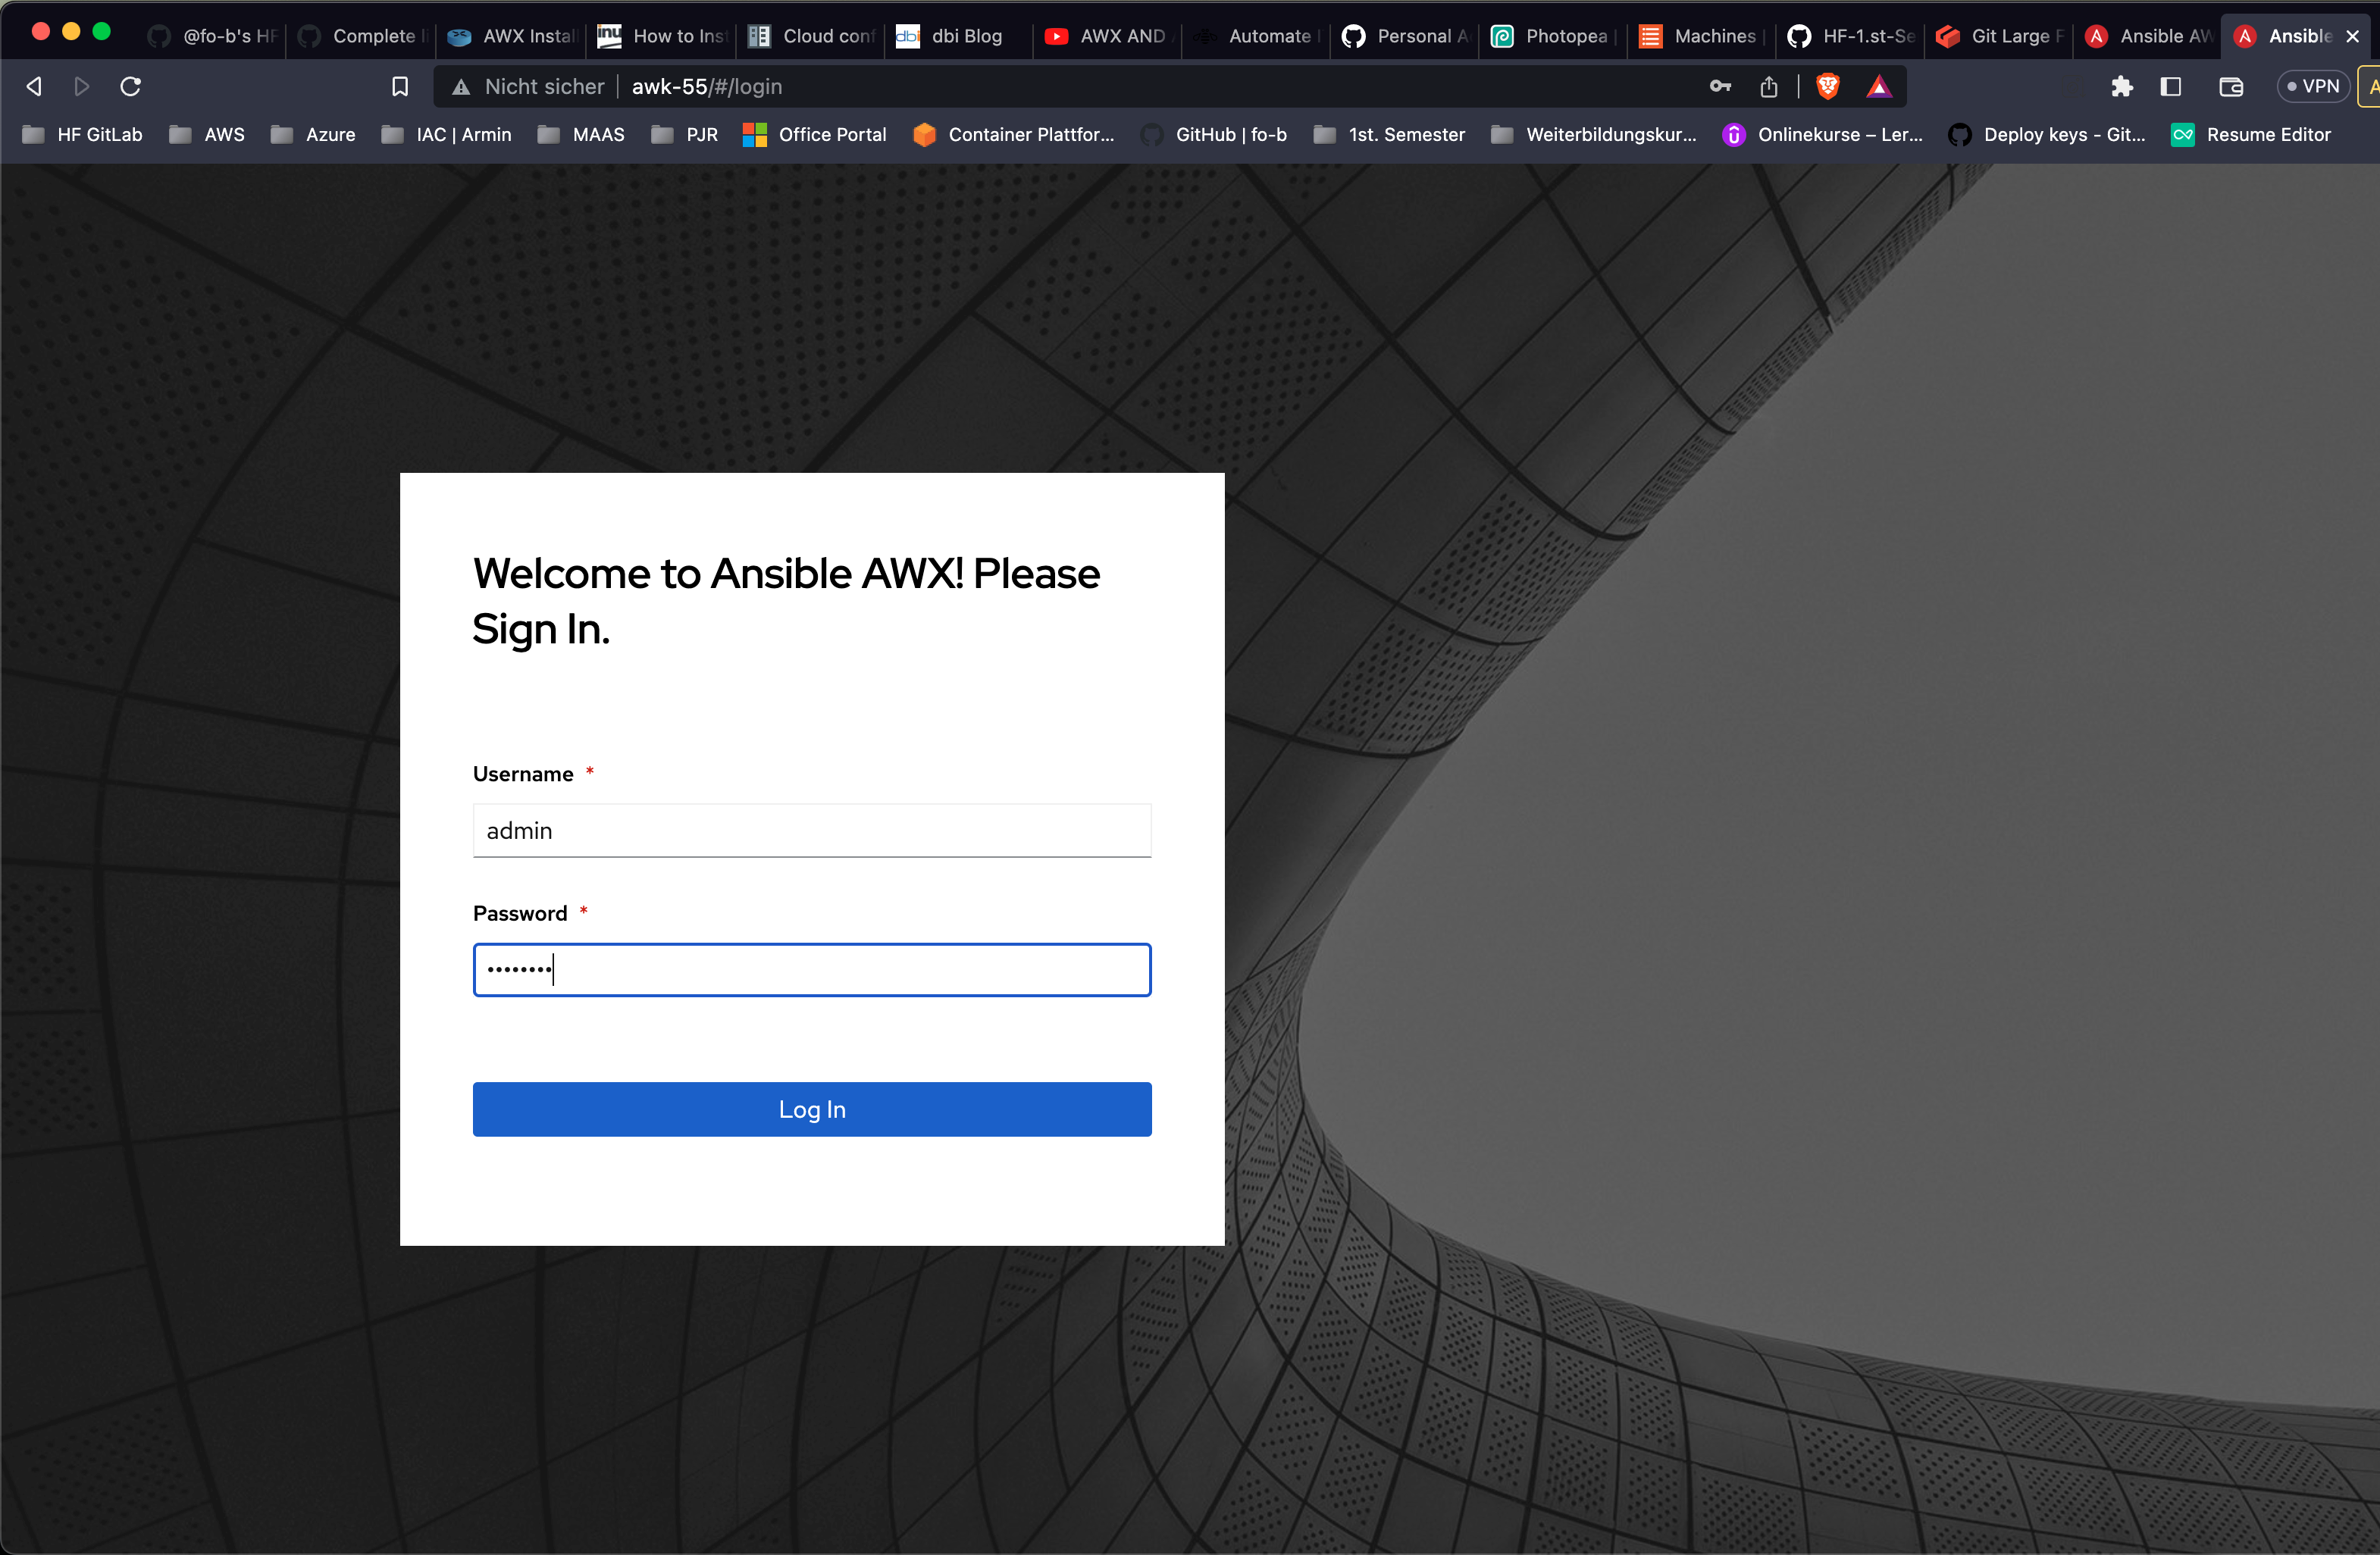 @fo-b's HF
Complete
AWX Instal
How to Inst
Cloud conf
dbi Blog
AWX AND
Automate
Personal A
Photopea
Machines
HF-1.st-Se
Git Large F
Ansible AW
Ansible
Nicht sicher
awk-55/#/login
VPN
HF GitLab
AWS
Azure
IAC | Armin
MAAS
PJR
Office Portal
Container Plattfor...
GitHub | fo-b
1st. Semester
Weiterbildungskur...
Onlinekurse – Ler...
Deploy keys - Git...
Resume Editor
Welcome to Ansible AWX! Please
Sign In.
Username *
admin
Password *
••••••••
Log In